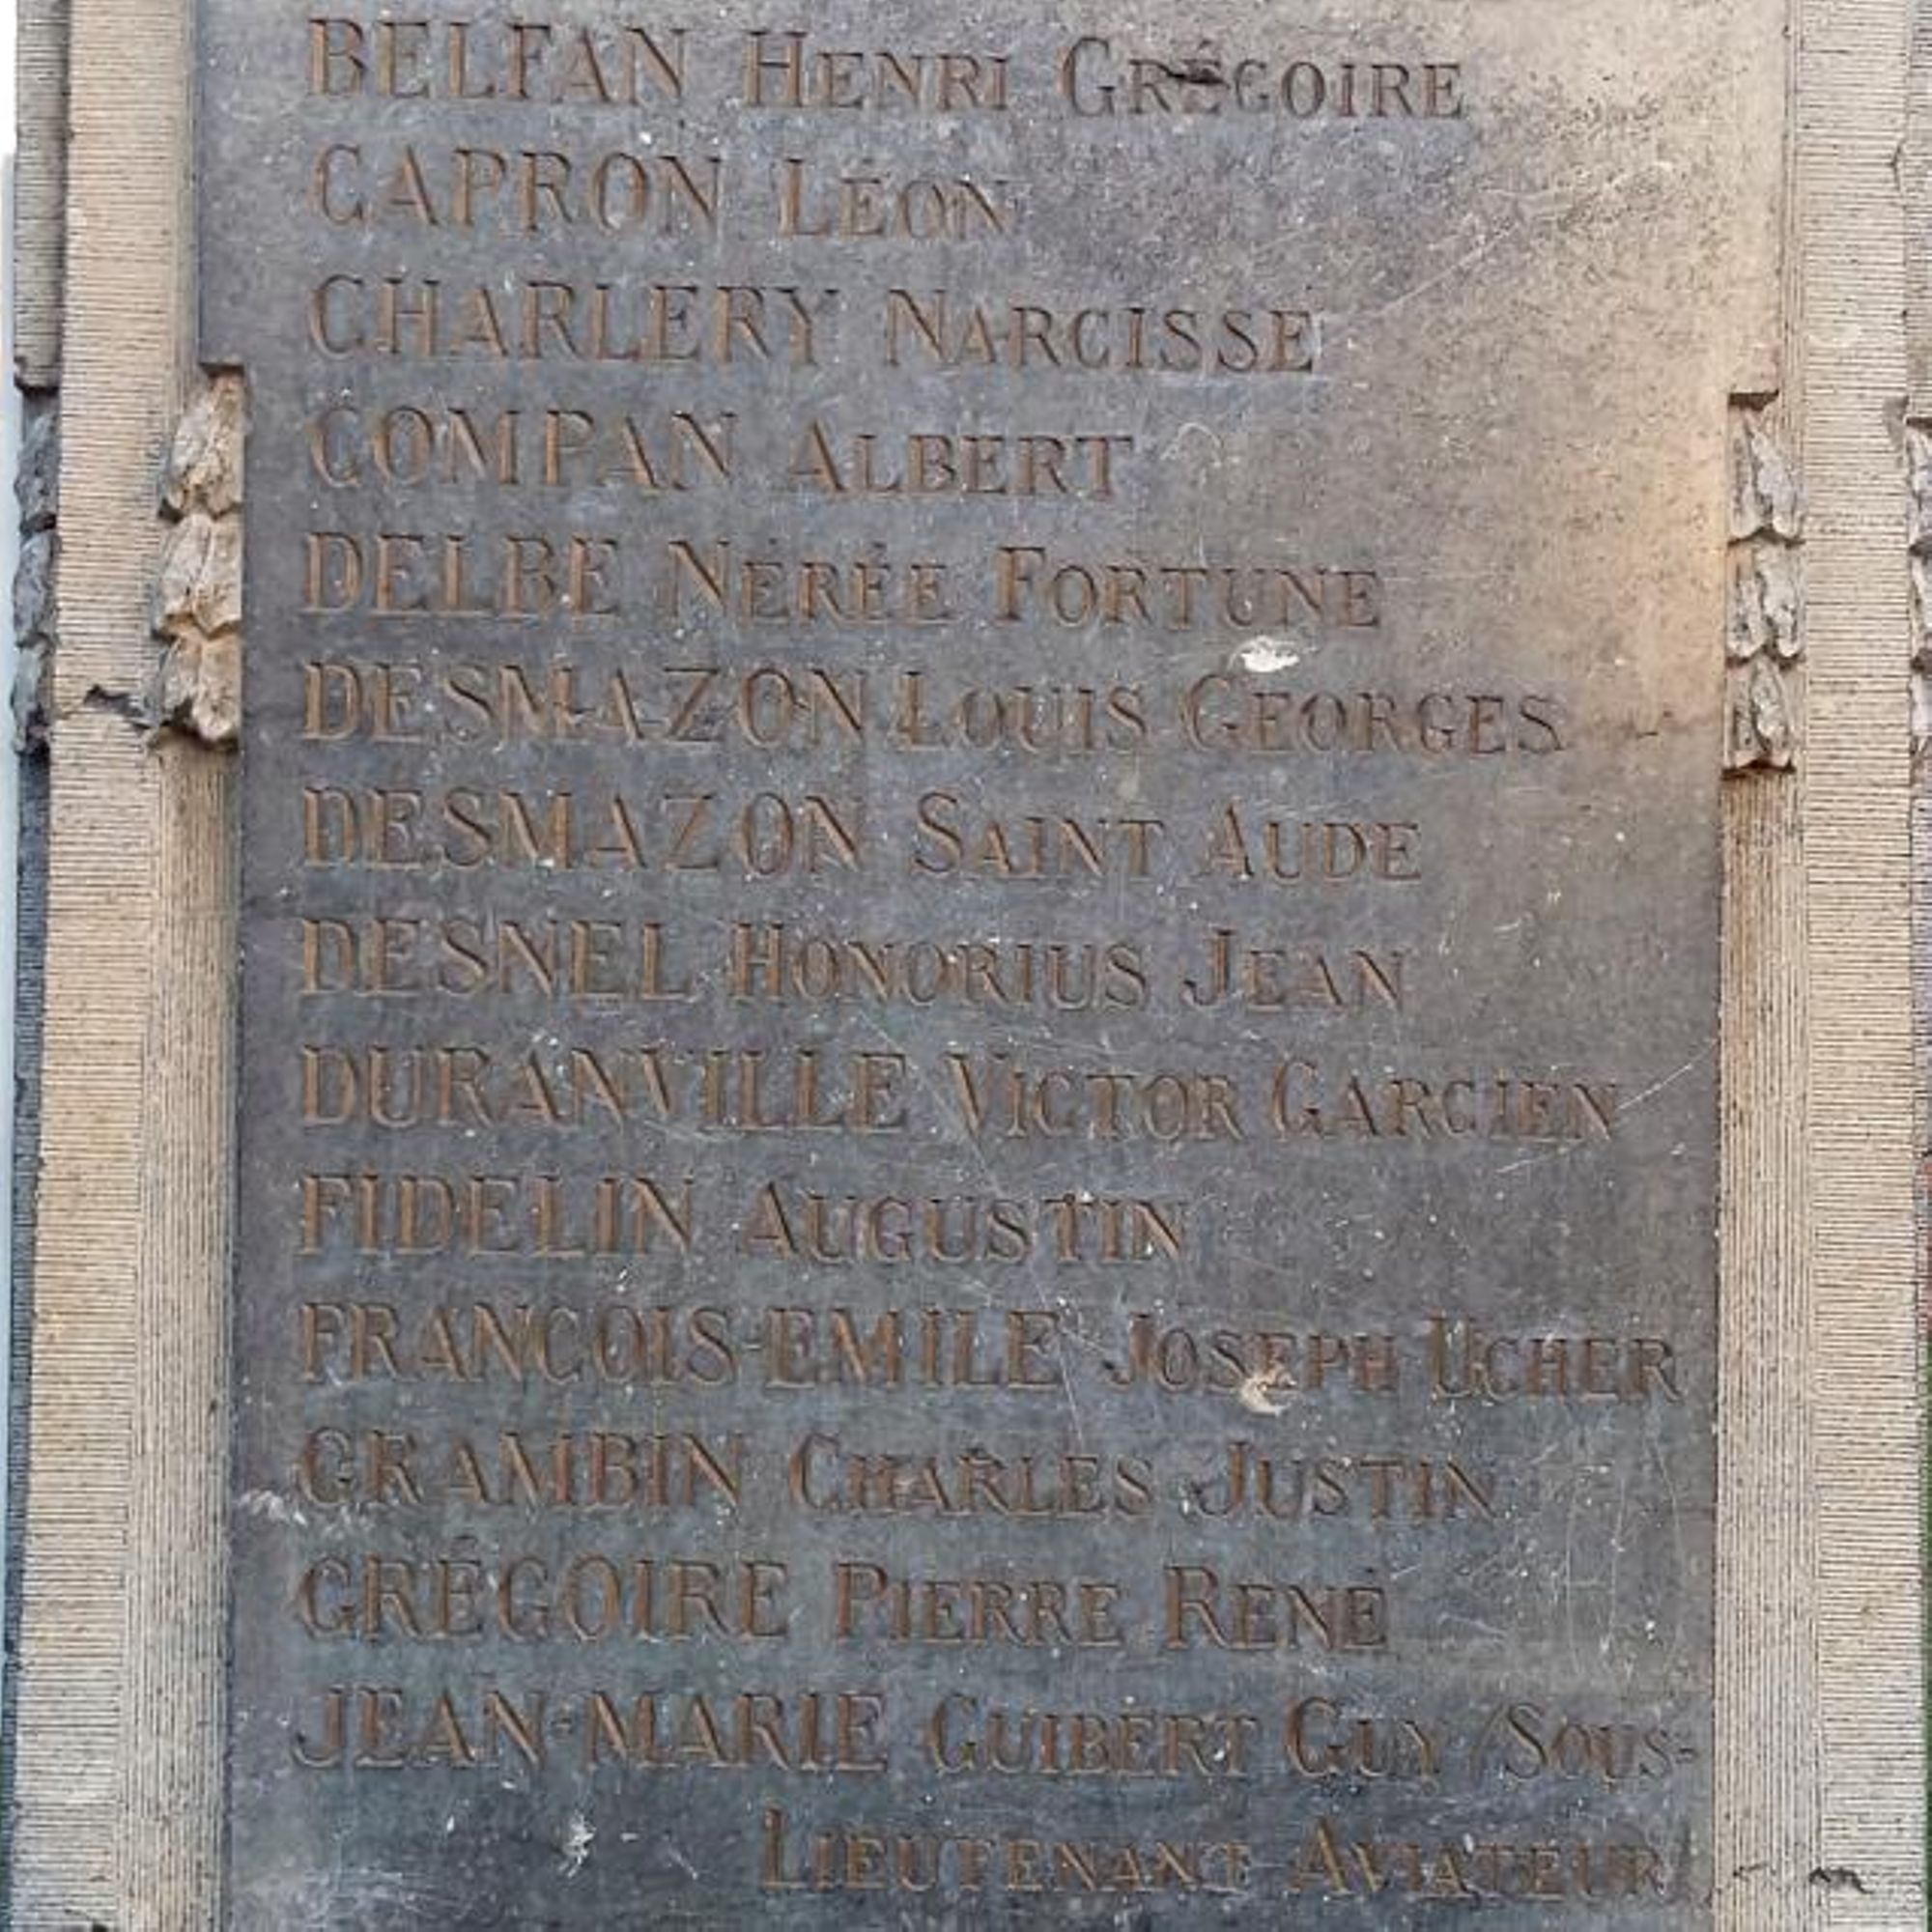 BELFAN HENRI GRÉGOIRE
CAPRON LÉON
CHARLERY NARCISSE
COMPAN ALBERT
DELBE NÉRÉE FORTUNE
DESMAZON LOUIS GEORGES
DESMAZON SAINT AUDE
DESNEL HONORIUS JEAN
DURANVILLE VICTOR GARCIEN
FIDELIN AUGUSTIN
FRANÇOIS-EMILE JOSEPH UCHER
GRAMBIN CHARLES JUSTIN
GRÉGOIRE PIERRE RENÉ
JEAN-MARIE GUIBERT GUY (SOUS-
LIEUTENANT AVIATEUR)